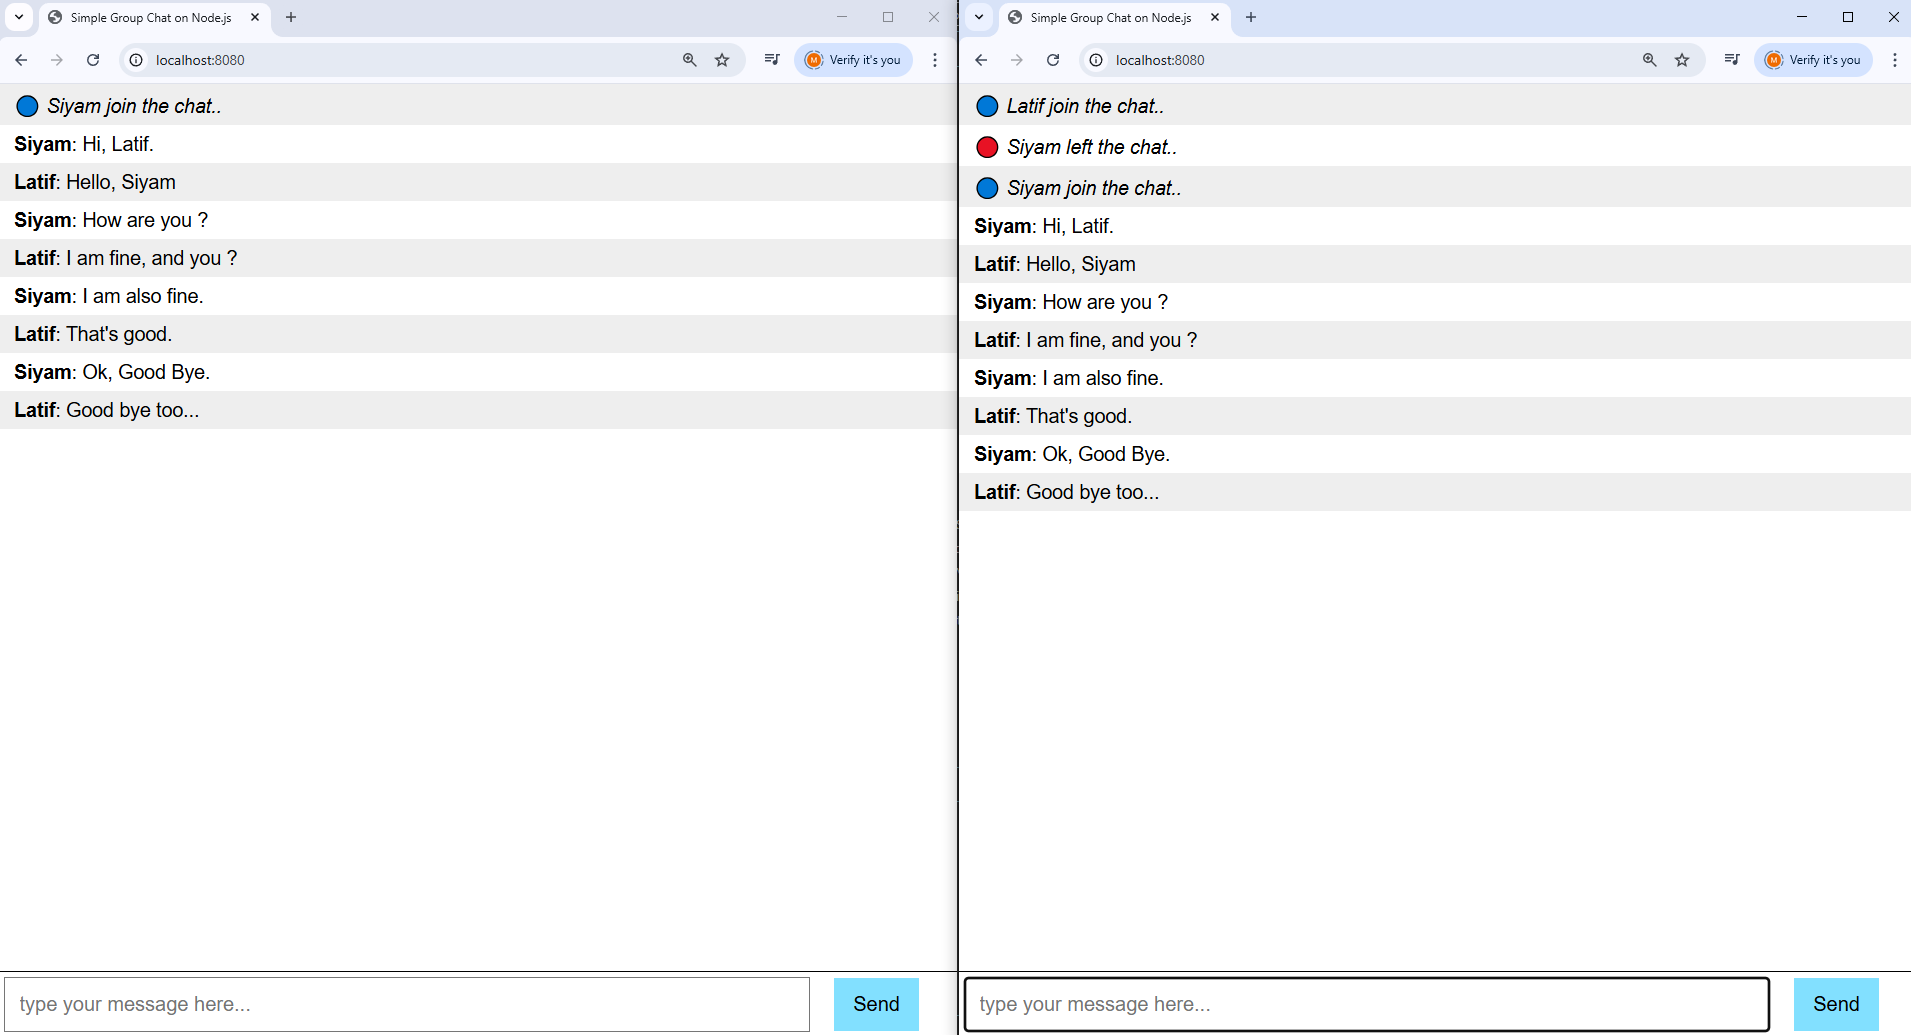 Simple Group Chat on Node.js
localhost:8080
M Verify it's you
Siyam join the chat..
Siyam: Hi, Latif.
Latif: Hello, Siyam
Siyam: How are you ?
Latif: I am fine, and you ?
Siyam: I am also fine.
Latif: That's good.
Siyam: Ok, Good Bye.
Latif: Good bye too...
type your message here...
Send
Simple Group Chat on Node.js
localhost:8080
M Verify it's you
Latif join the chat..
Siyam left the chat..
Siyam join the chat..
Siyam: Hi, Latif.
Latif: Hello, Siyam
Siyam: How are you ?
Latif: I am fine, and you ?
Siyam: I am also fine.
Latif: That's good.
Siyam: Ok, Good Bye.
Latif: Good bye too...
type your message here...
Send